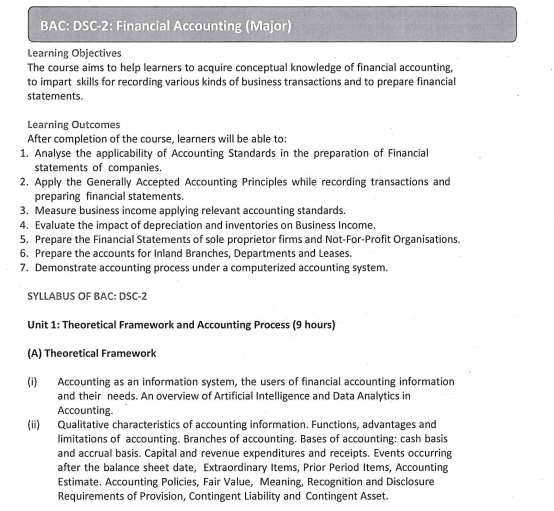 BAC: DSC-2: Financial Accounting (Major)
Learning Objectives
The course aims to help learners to acquire conceptual knowledge of financial accounting,
to impart skills for recording various kinds of business transactions and to prepare financial
statements.
Learning Outcomes
After completion of the course, learners will be able to:
1. Analyse the applicability of Accounting Standards in the preparation of Financial
statements of companies.
2. Apply the Generally Accepted Accounting Principles while recording transactions and
preparing financial statements.
3. Measure business income applying relevant accounting standards.
4. Evaluate the impact of depreciation and inventories on Business Income.
5. Prepare the Financial Statements of sole proprietor firms and Not-For-Profit Organisations.
6. Prepare the accounts for Inland Branches, Departments and Leases.
7. Demonstrate accounting process under a computerized accounting system.
SYLLABUS OF BAC: DSC-2
Unit 1: Theoretical Framework and Accounting Process (9 hours)
(A) Theoretical Framework
(i) Accounting as an information system, the users of financial accounting information
and their needs. An overview of Artificial Intelligence and Data Analytics in
Accounting.
(ii) Qualitative characteristics of accounting information. Functions, advantages and
limitations of accounting. Branches of accounting. Bases of accounting: cash basis
and accrual basis. Capital and revenue expenditures and receipts. Events occurring
after the balance sheet date, Extraordinary Items, Prior Period Items, Accounting
Estimate. Accounting Policies, Fair Value, Meaning, Recognition and Disclosure
Requirements of Provision, Contingent Liability and Contingent Asset.